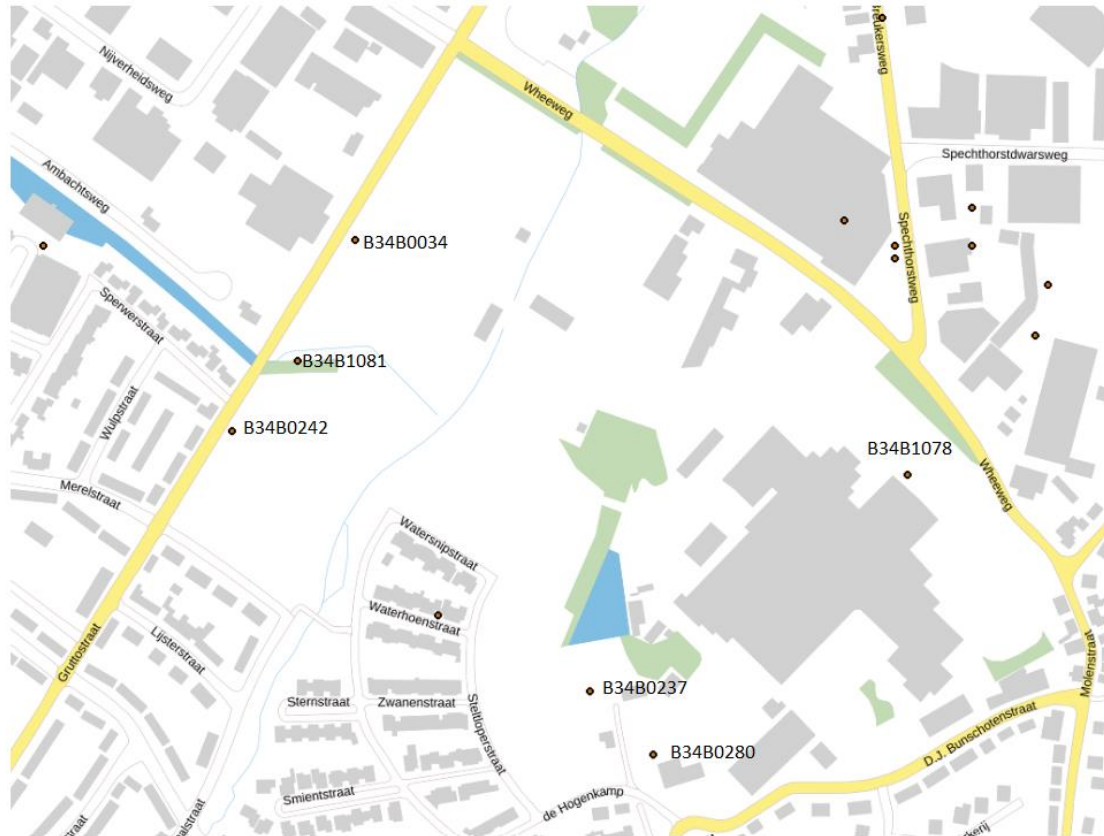 Breukersweg
Nijverheidsweg
Wheeweg
Spechthorstdwarsweg
Ambachtsweg
B34B0034
Spechthorstweg
Sperwerstraat
B34B1081
Wulpstraat
B34B0242
B34B1078
Merelstraat
Wheeweg
Watersnipstraat
Waterhoenstraat
Gruttostraat
Lijsterstraat
Molenstraat
B34B0237
Sternstraat
Zwanenstraat
Steltloperstraat
D.J. Bunschotenstraat
B34B0280
Smientstraat
de Hogenkamp